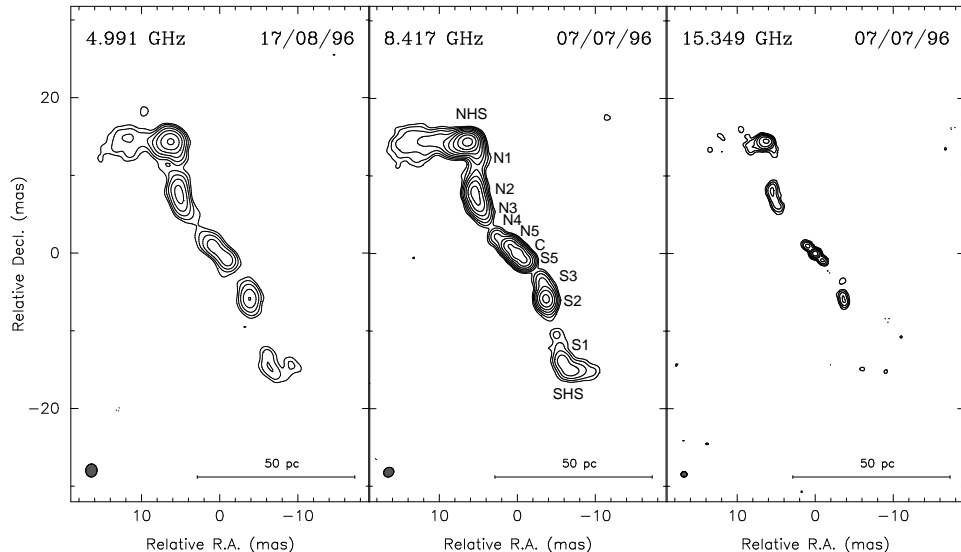 4.991 GHz 17/08/96
8.417 GHz 07/07/96
15.349 GHz 07/07/96
Relative Decl. (mas)
20
0
−20
NHS
N1
N2
N3
N4
N5
C
S5
S3
S2
S1
SHS
50 pc
50 pc
50 pc
10 0 −10
10 0 −10
10 0 −10
Relative R.A. (mas)
Relative R.A. (mas)
Relative R.A. (mas)